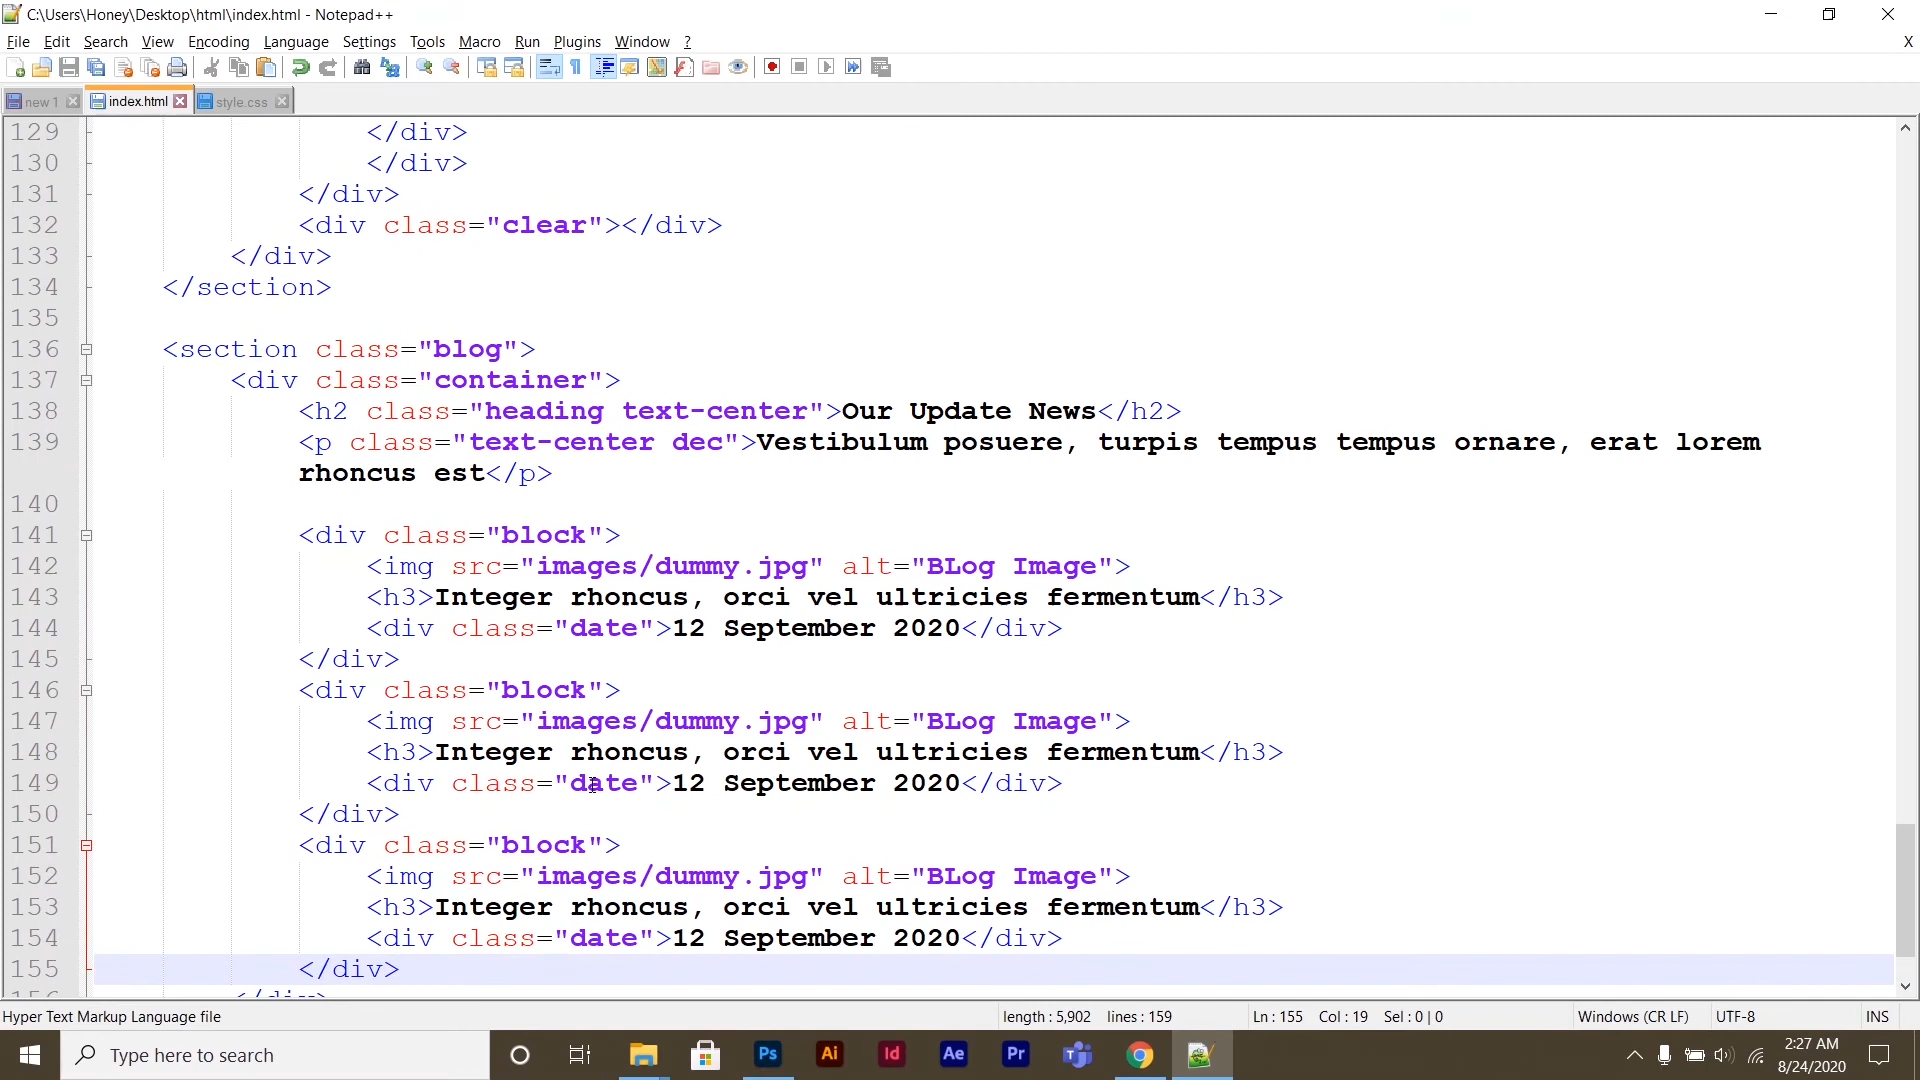 C:\Users\Honey\Desktop\html\index.html - Notepad++
File Edit Search View Encoding Language Settings Tools Macro Run Plugins Window ? X
new 1 index.html style.css
129 </div>
130 </div>
131 </div>
132 <div class="clear"></div>
133 </div>
134 </section>
135
136 <section class="blog">
137 <div class="container">
138 <h2 class="heading text-center">Our Update News</h2>
139 <p class="text-center dec">Vestibulum posuere, turpis tempus tempus ornare, erat lorem
rhoncus est</p>
140
141 <div class="block">
142 <img src="images/dummy.jpg" alt="BLog Image">
143 <h3>Integer rhoncus, orci vel ultricies fermentum</h3>
144 <div class="date">12 September 2020</div>
145 </div>
146 <div class="block">
147 <img src="images/dummy.jpg" alt="BLog Image">
148 <h3>Integer rhoncus, orci vel ultricies fermentum</h3>
149 <div class="date">12 September 2020</div>
150 </div>
151 <div class="block">
152 <img src="images/dummy.jpg" alt="BLog Image">
153 <h3>Integer rhoncus, orci vel ultricies fermentum</h3>
154 <div class="date">12 September 2020</div>
155 </div>
156 </div>
Hyper Text Markup Language file length : 5,902 lines : 159 Ln : 155 Col : 19 Sel : 0 | 0 Windows (CR LF) UTF-8 INS
Type here to search Ps Ai Id Ae Pr 2:27 AM
8/24/2020